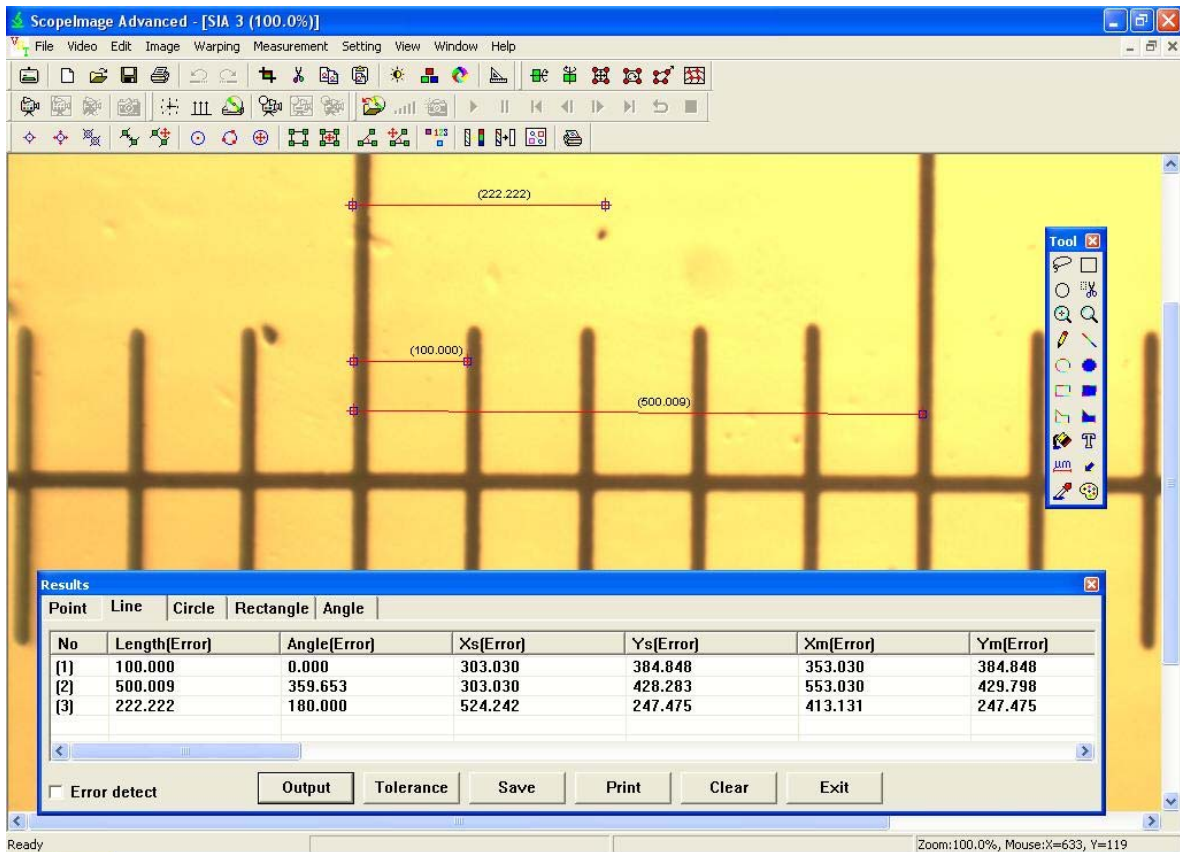 ScopeImage Advanced - [SIA 3 (100.0%)]
File Video Edit Image Warping Measurement Setting View Window Help
(222.222)
Tool
(100.000)
(500.009)
T
μm
Results
Point Line Circle Rectangle Angle
No Length(Error) Angle(Error) Xs(Error) Ys(Error) Xm(Error) Ym(Error)
(1) 100.000 0.000 303.030 384.848 353.030 384.848
(2) 500.009 359.653 303.030 428.283 553.030 429.798
(3) 222.222 180.000 524.242 247.475 413.131 247.475
Error detect Output Tolerance Save Print Clear Exit
Ready Zoom:100.0%, Mouse:X=633, Y=119